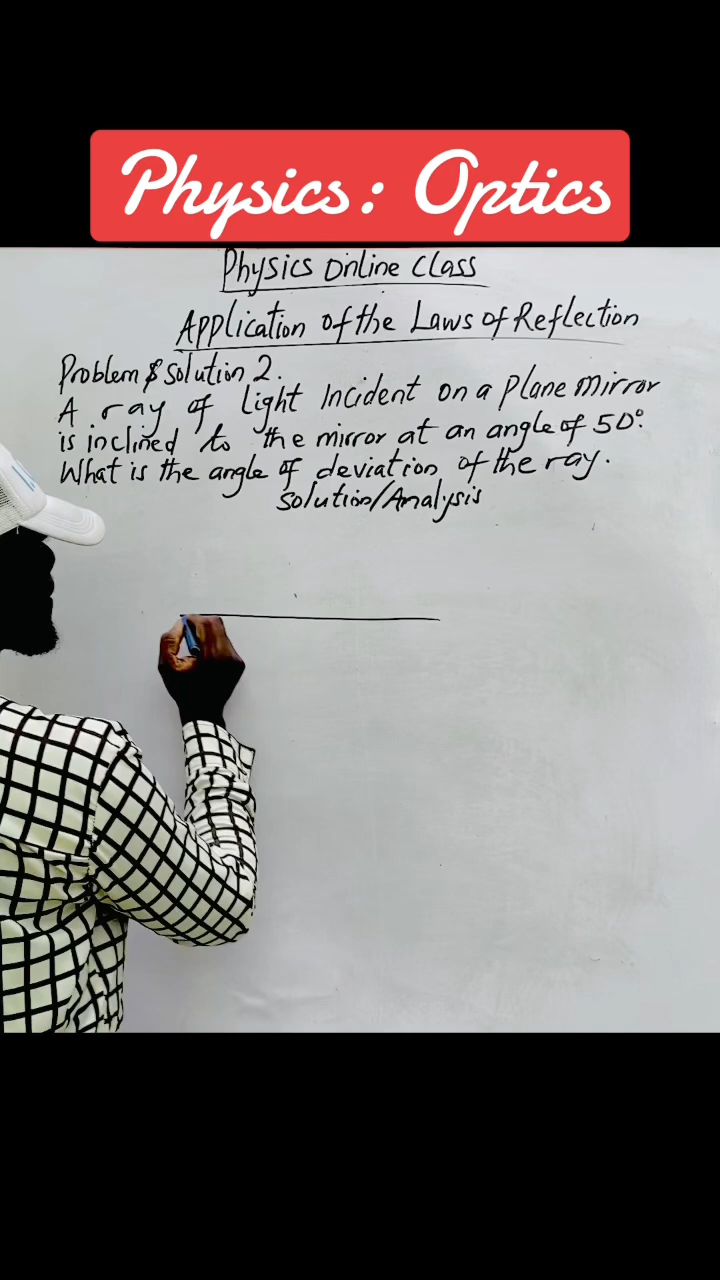 Physics: Optics
Physics Online Class
Application of the Laws of Reflection
Problem & Solution 2.
A ray of light Incident on a plane mirror
is inclined to the mirror at an angle of 50°.
What is the angle of deviation of the ray.
Solution/Analysis